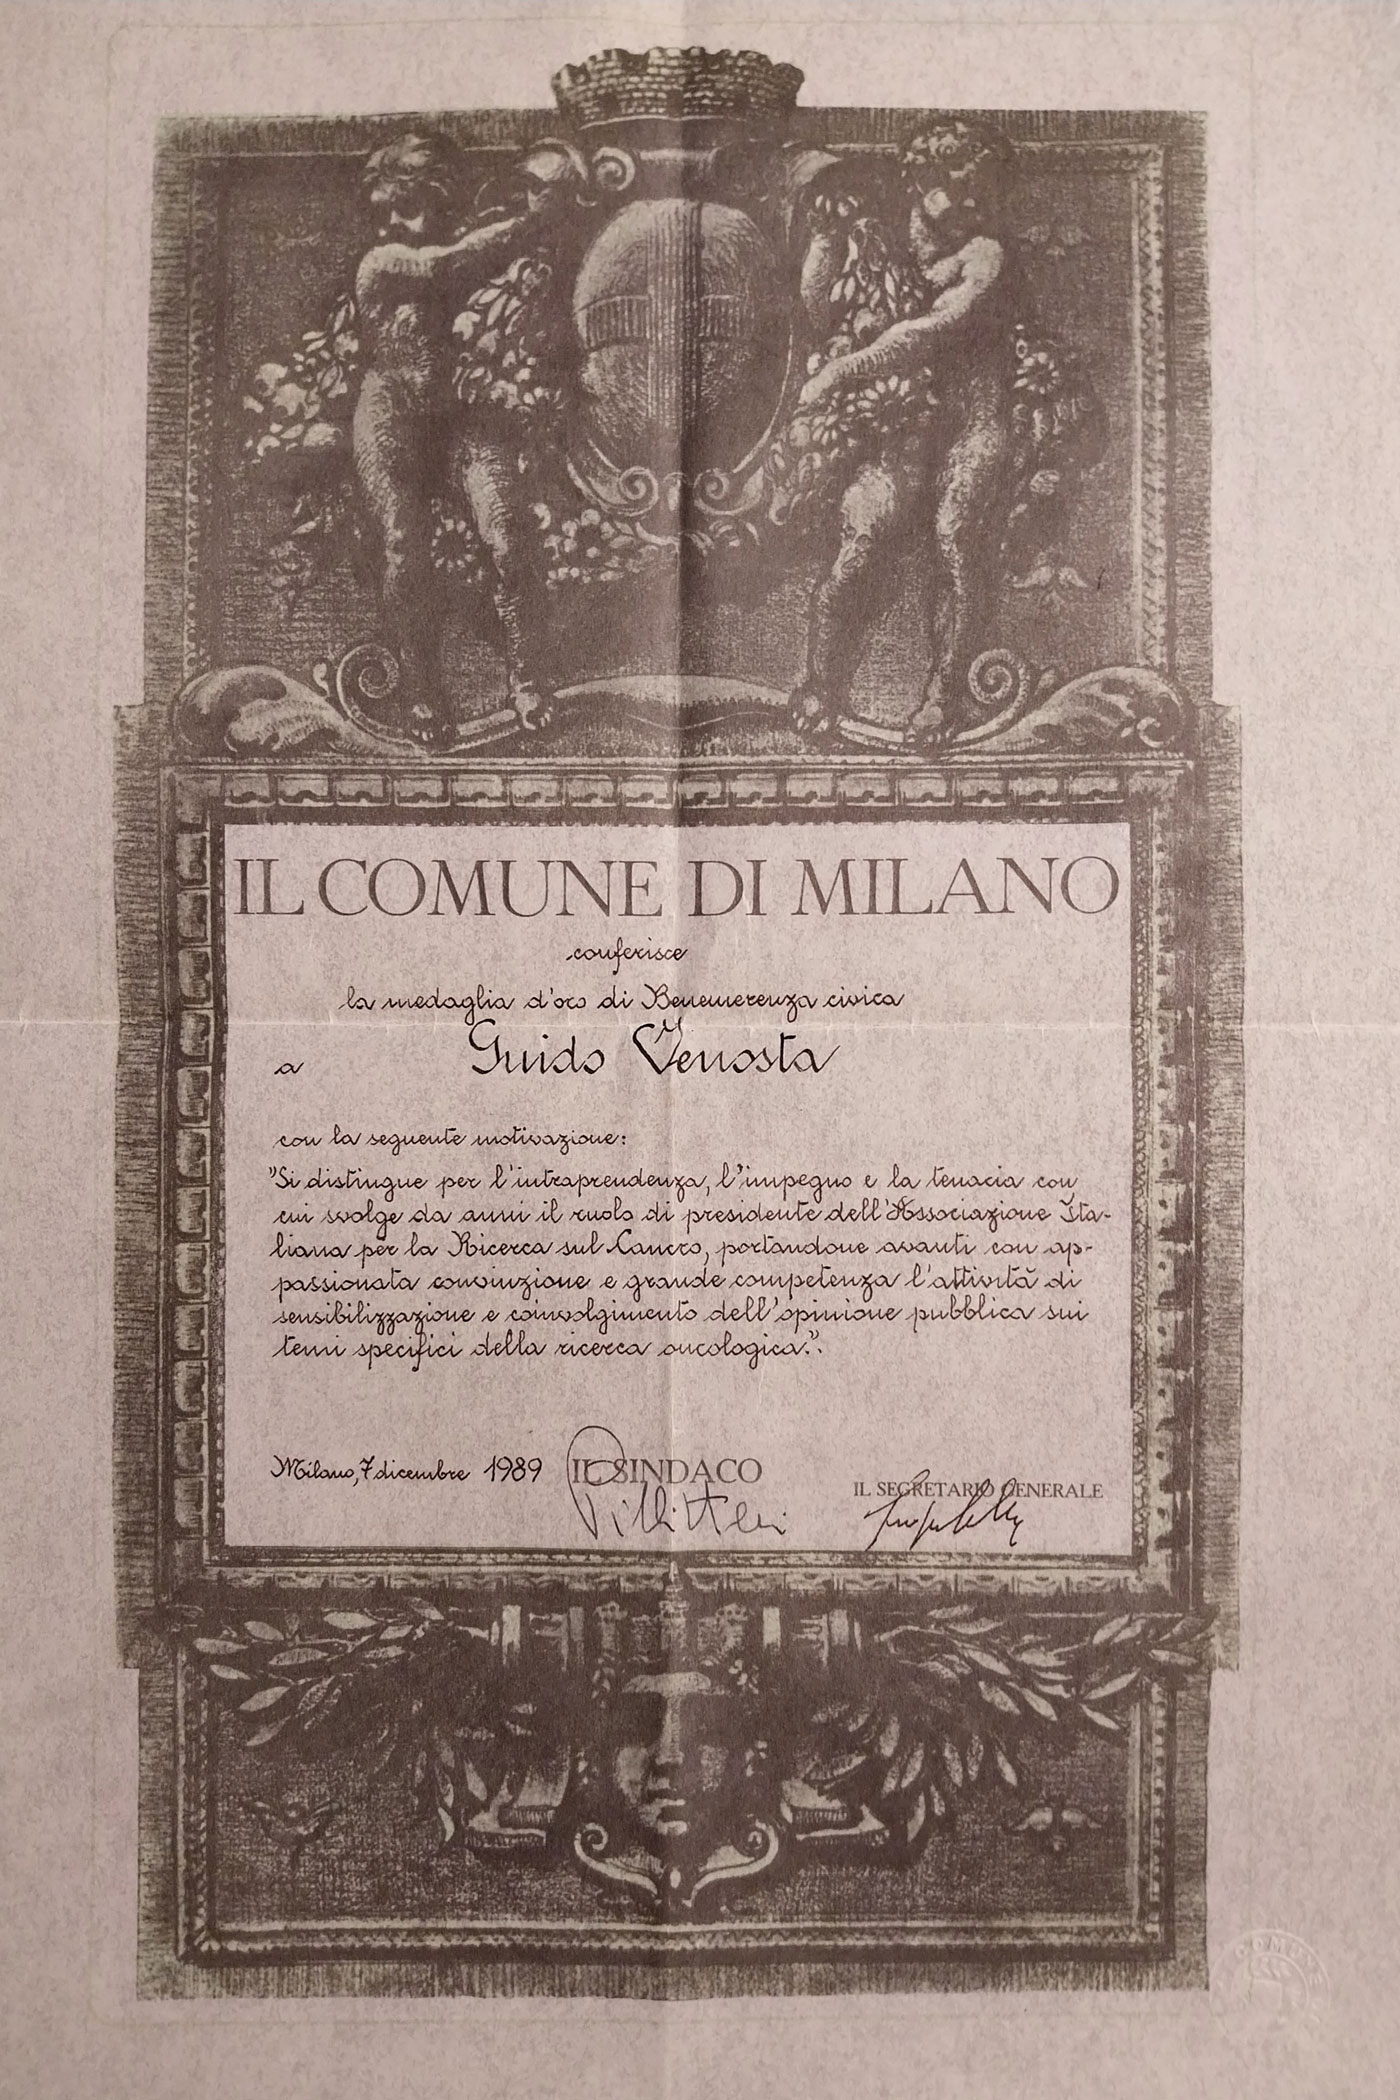 IL COMUNE DI MILANO
conferisce
la medaglia d'oro di Benemerenza civica
a Guido Venosta
con la seguente motivazione:
"Si distingue per l'intraprendenza, l'impegno e la tenacia con
cui svolge da anni il ruolo di presidente dell'Associazione Ita-
liana per la Ricerca sul Cancro, portandone avanti con ap-
passionata convinzione e grande competenza l'attività di
sensibilizzazione e coinvolgimento dell'opinione pubblica sui
temi specifici della ricerca oncologica".
Milano, 7 dicembre 1989 IL SINDACO
IL SEGRETARIO GENERALE
Pillitteri
COMUNE